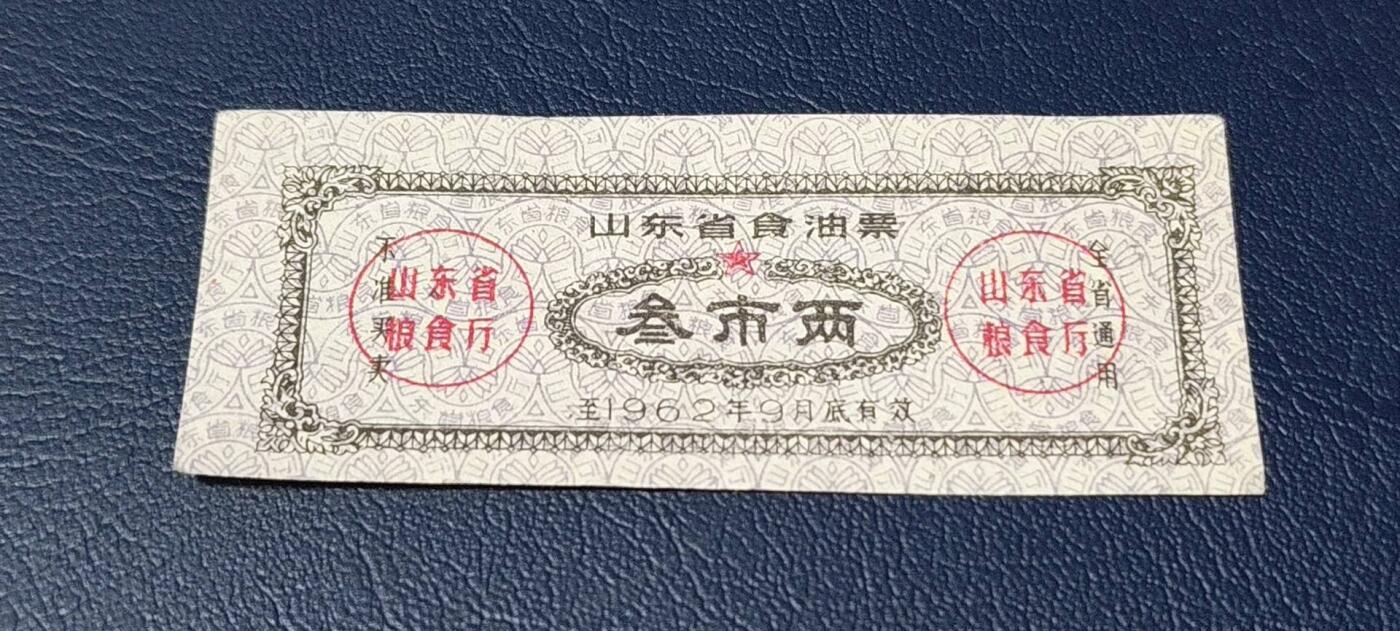 山东省食油票
叁市两
至1962年9月底有效
不准买卖
全省通用
山东省
粮食厅
山东省
粮食厅